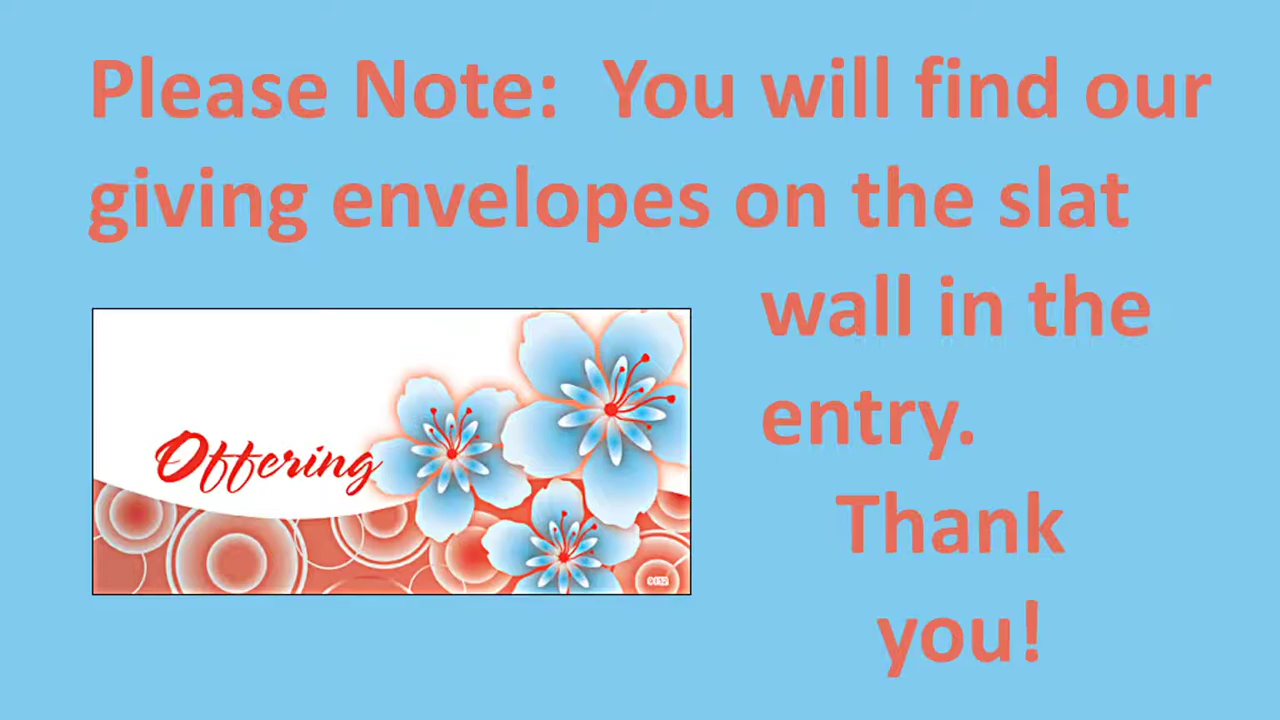 Please Note:  You will find our
giving envelopes on the slat
wall in the
entry.
Thank
you!
Offering